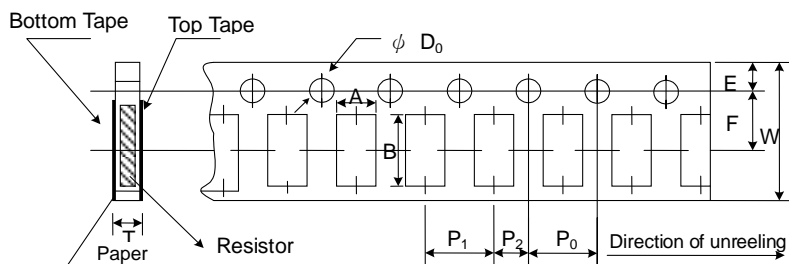 Bottom Tape
Top Tape
ψ D₀
E
A
F
B
W
T
Paper
Resistor
P₁
P₂
P₀
Direction of unreeling